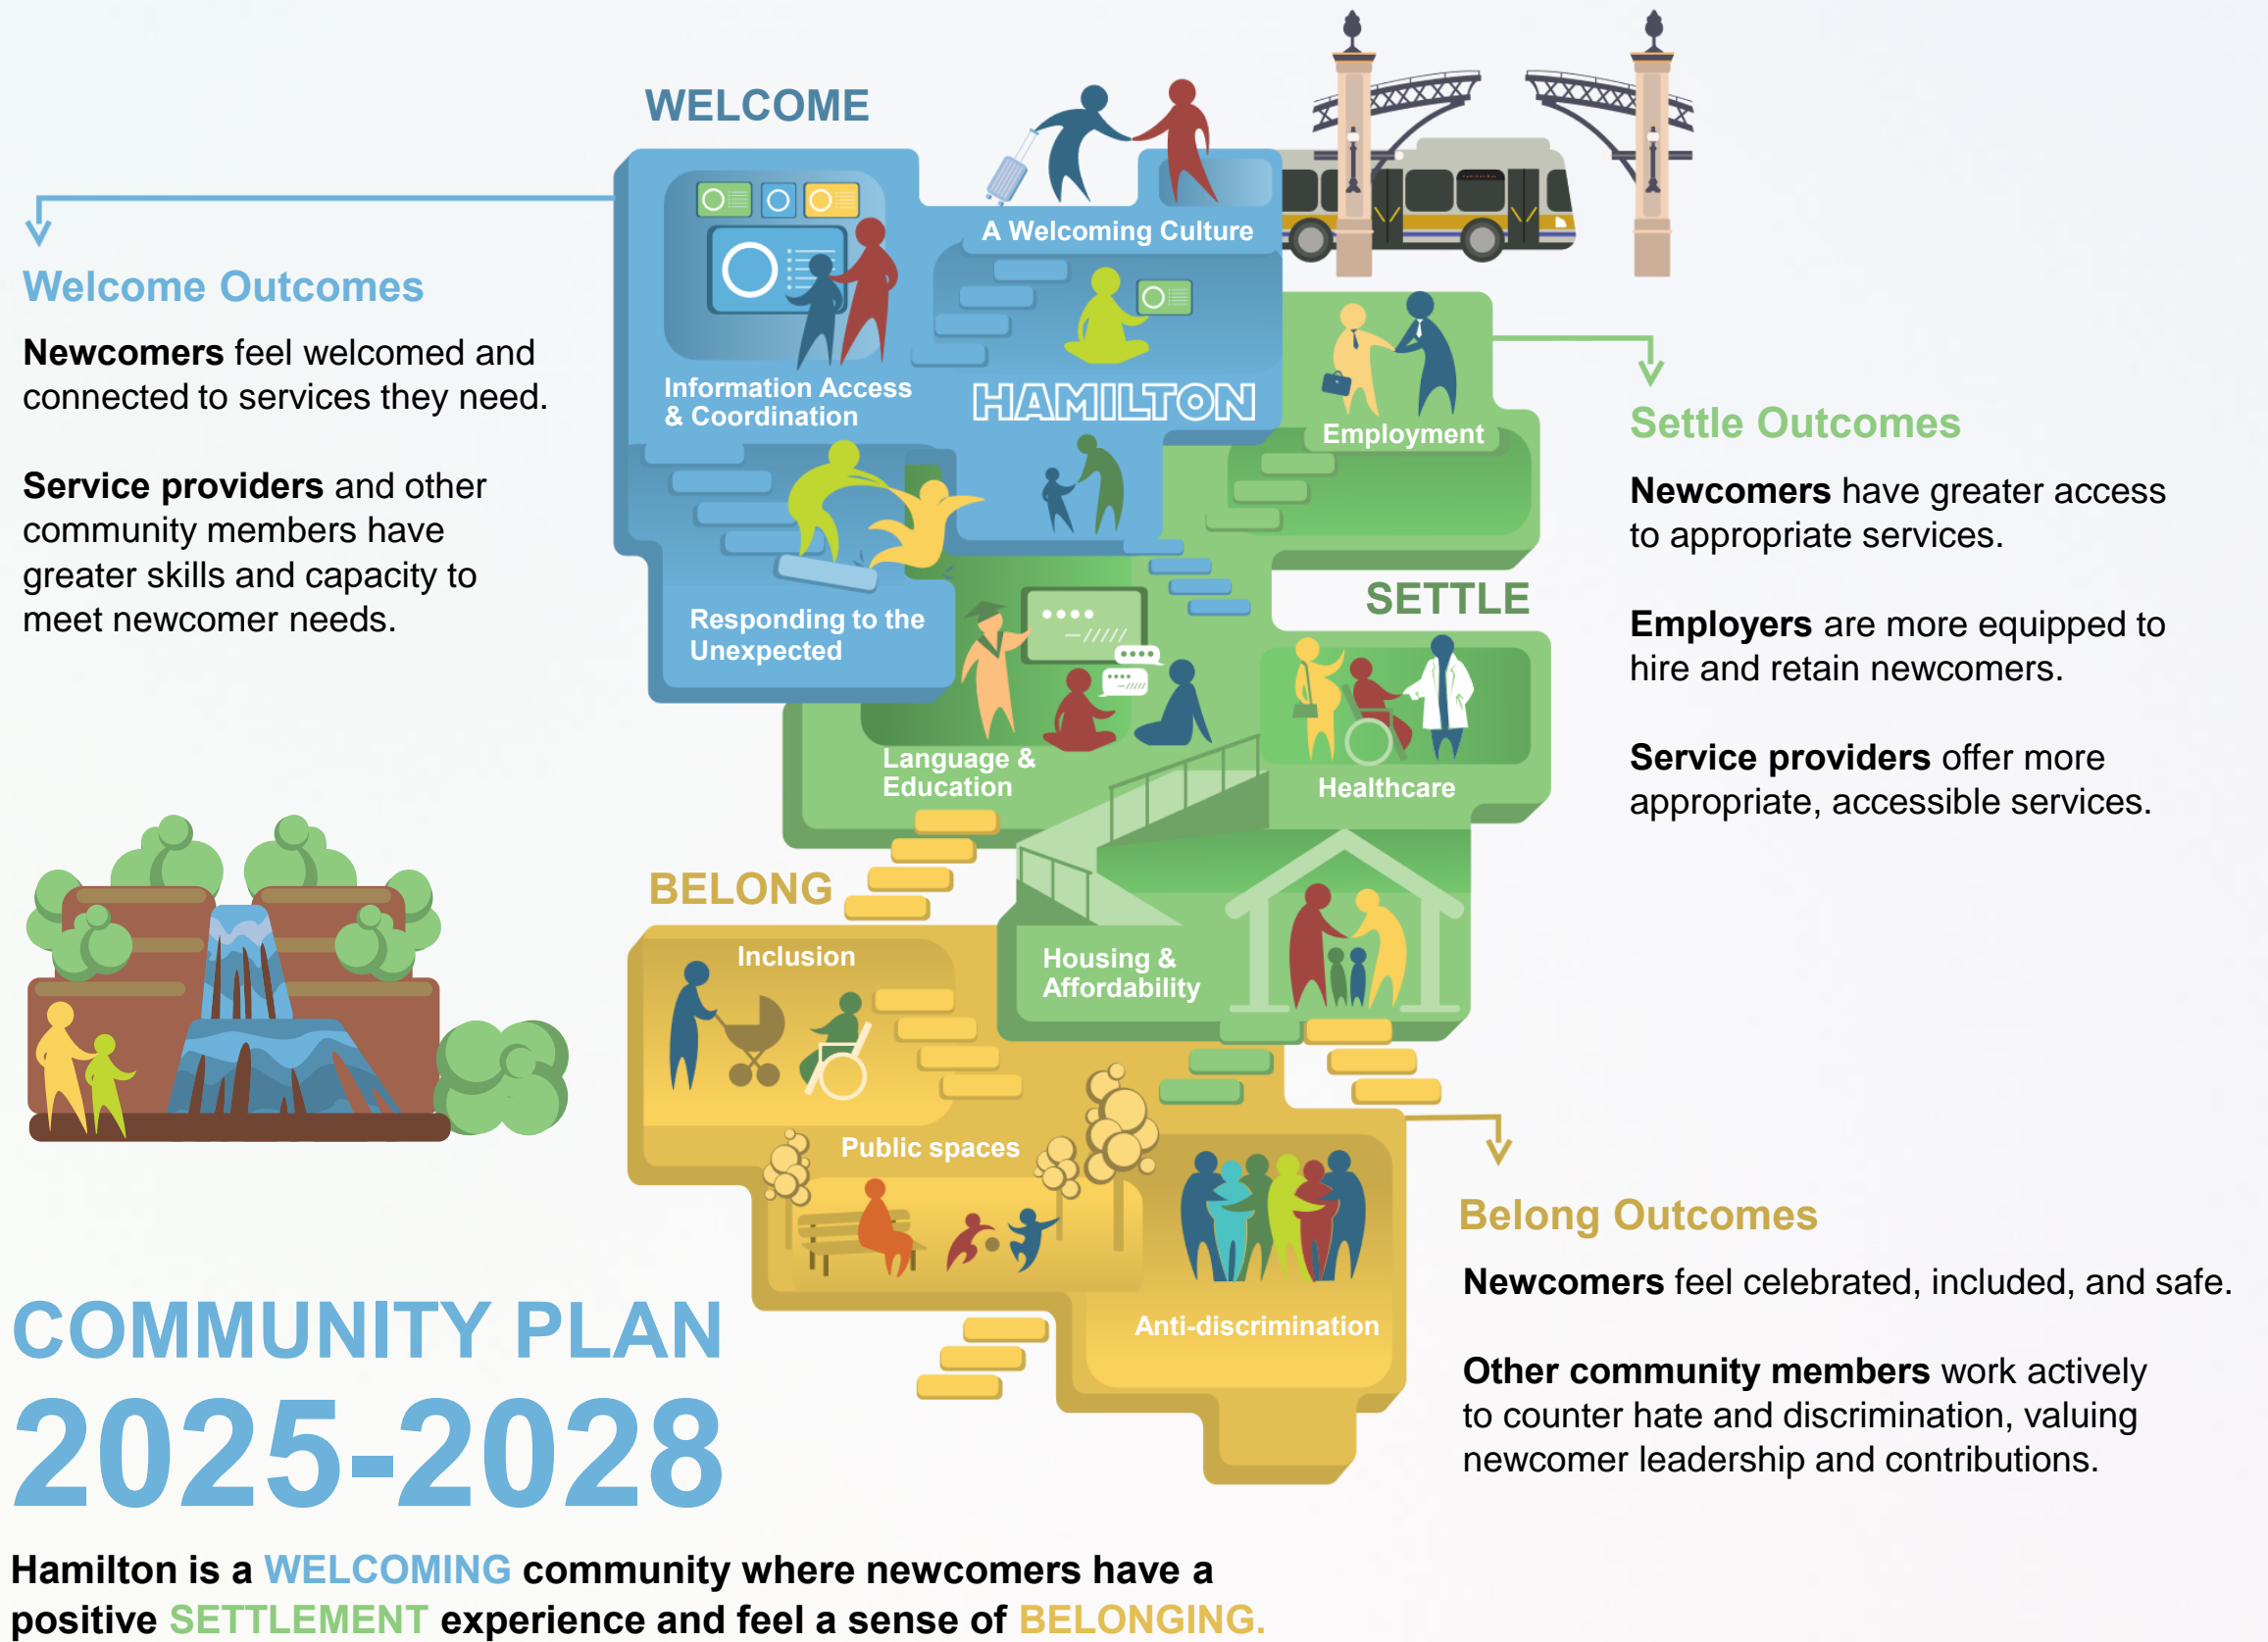 WELCOME
A Welcoming Culture
Information Access
& Coordination
HAMILTON
Responding to the
Unexpected
Welcome Outcomes
Newcomers feel welcomed and
connected to services they need.
Service providers and other
community members have
greater skills and capacity to
meet newcomer needs.
Employment
SETTLE
Language &
Education
Healthcare
Housing &
Affordability
Settle Outcomes
Newcomers have greater access
to appropriate services.
Employers are more equipped to
hire and retain newcomers.
Service providers offer more
appropriate, accessible services.
BELONG
Inclusion
Public spaces
Anti-discrimination
Belong Outcomes
Newcomers feel celebrated, included, and safe.
Other community members work actively
to counter hate and discrimination, valuing
newcomer leadership and contributions.
COMMUNITY PLAN
2025-2028
Hamilton is a WELCOMING community where newcomers have a
positive SETTLEMENT experience and feel a sense of BELONGING.